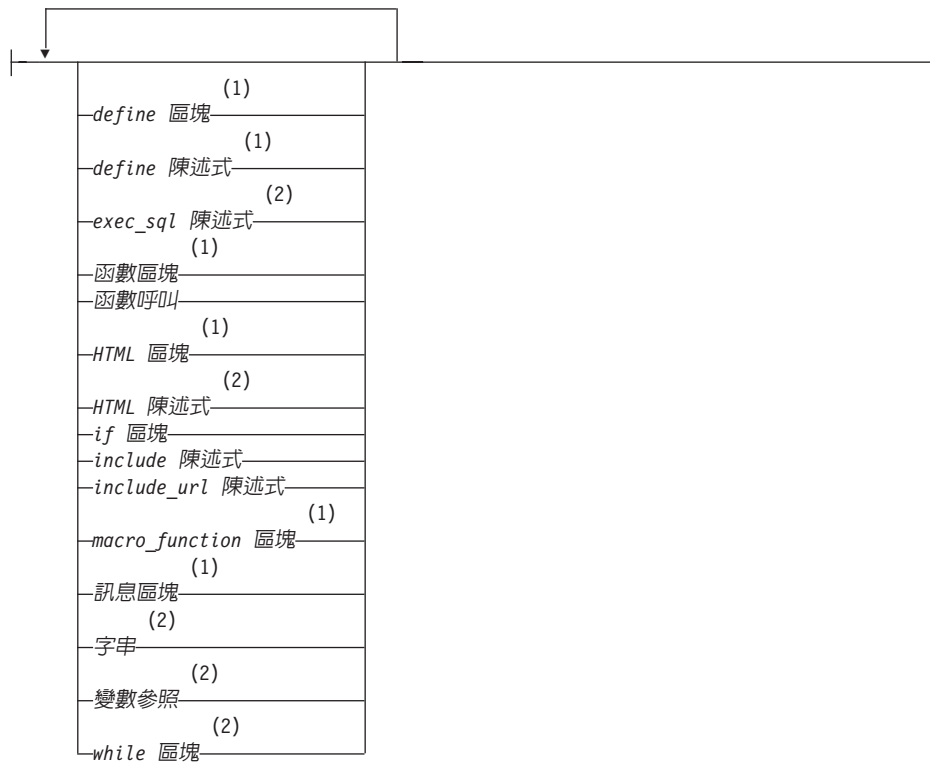 (1)
define 區塊
(1)
define 陳述式
(2)
exec_sql 陳述式
(1)
函數區塊
函數呼叫
(1)
HTML 區塊
(2)
HTML 陳述式
if 區塊
include 陳述式
include_url 陳述式
(1)
macro_function 區塊
(1)
訊息區塊
(2)
字串
(2)
變數參照
(2)
while 區塊